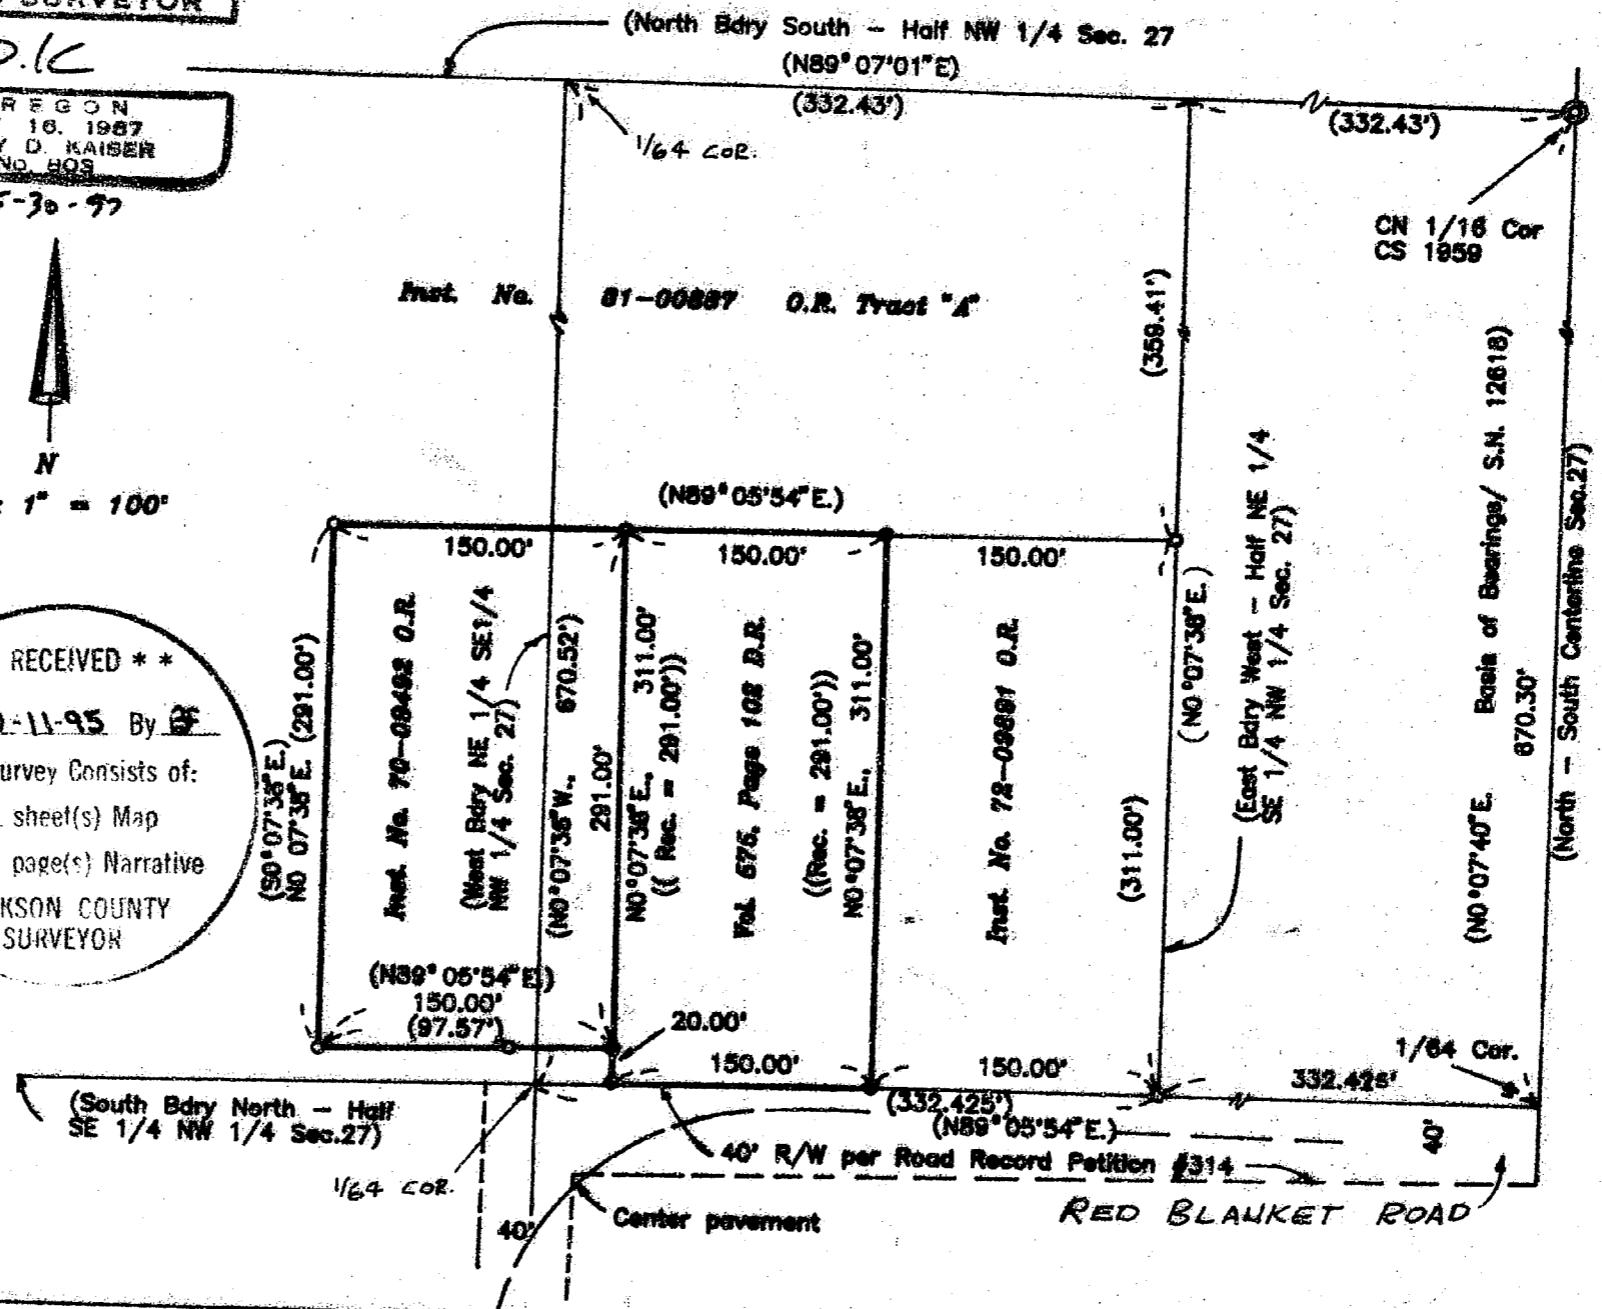 SURVEYOR
(North Bdry South - Half NW 1/4 Sec. 27
(N89°07'01"E)
(332.43')
(332.43')
16. 1987
D. KAISER
No. 803
-30-97
1/64 COR.
CN 1/16 Cor
CS 1959
Inst. No. 81-00887 O.R. Tract "A"
(359.41')
N
1" = 100'
(N89°05'54"E.)
150.00'
150.00'
150.00'
RECEIVED * *
-11-95 By
urvey Consists of:
sheet(s) Map
page(s) Narrative
KSON COUNTY
SURVEYOR
(S0°07'38"E.)
N0 07'38"E. (291.00')
Inst. No. 70-08492 O.R.
(West Bdry NE 1/4 SE1/4
NW 1/4 Sec. 27)
(N0°07'38"W., 670.52')
291.00'
N0°07'38"E., 311.00'
(( Rec. = 291.00'))
Vol. 575, Page 102 D.R.
((Rec. = 291.00'))
N0°07'38"E., 311.00'
Inst. No. 72-09891 O.R.
(311.00')
(N0°07'38"E.)
(East Bdry West - Half NE 1/4
SE 1/4 NW 1/4 Sec. 27)
(N0°07'40"E. Basis of Bearings/ S.N. 12618)
670.30'
(North - South Centerline Sec.27)
(N89°05'54"E.)
150.00'
(97.57')
20.00'
150.00'
150.00'
1/64 Cor.
332.425'
(332.425')
(N89°05'54"E.)
(South Bdry North - Half
SE 1/4 NW 1/4 Sec.27)
40'
40' R/W per Road Record Petition #314
1/64 COR.
RED BLANKET ROAD
Center pavement
40'